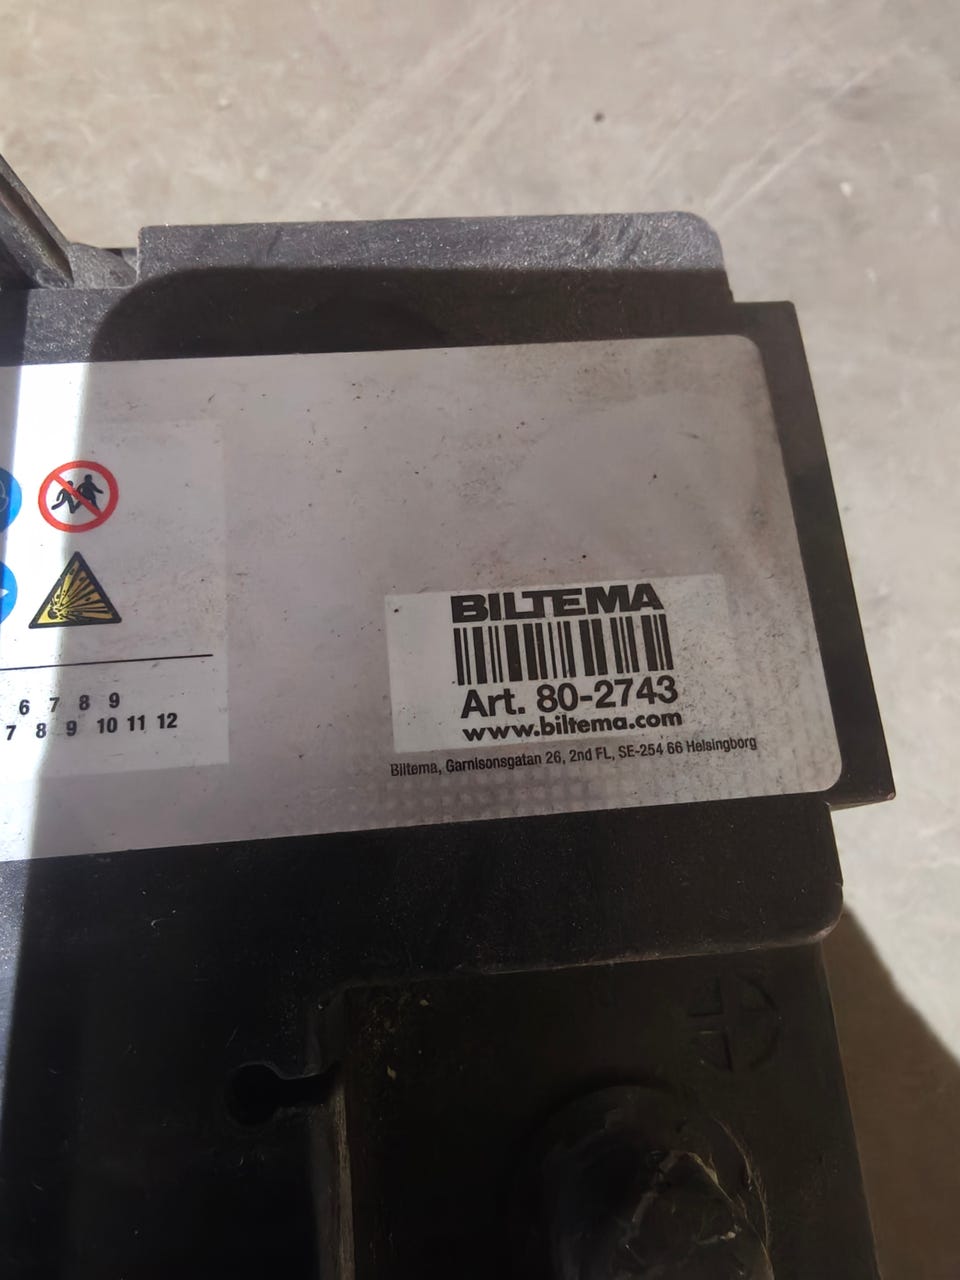 6 7 8 9
7 8 9 10 11 12
BILTEMA
Art. 80-2743
www.biltema.com
Biltema, Garnisonsgatan 26, 2nd FL, SE-254 66 Helsingborg